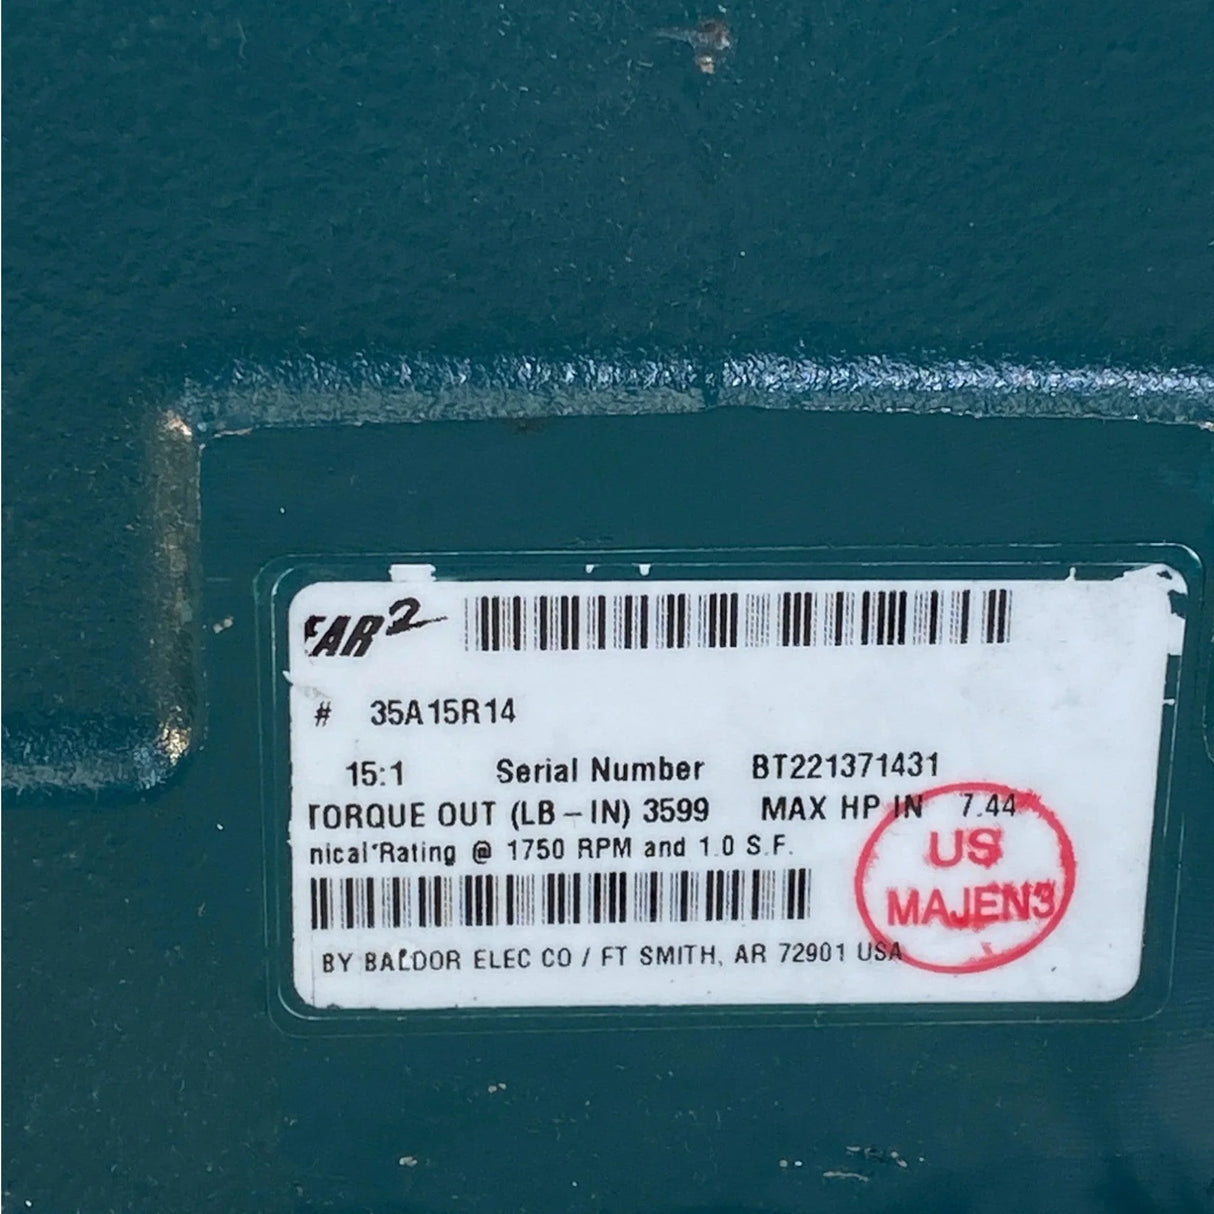 EAR²
# 35A15R14
15:1 Serial Number BT221371431
TORQUE OUT (LB-IN) 3599 MAX HP IN 7.44
nical Rating @ 1750 RPM and 1.0 S.F.
US
MAJEN3
BY BALDOR ELEC CO / FT SMITH, AR 72901 USA